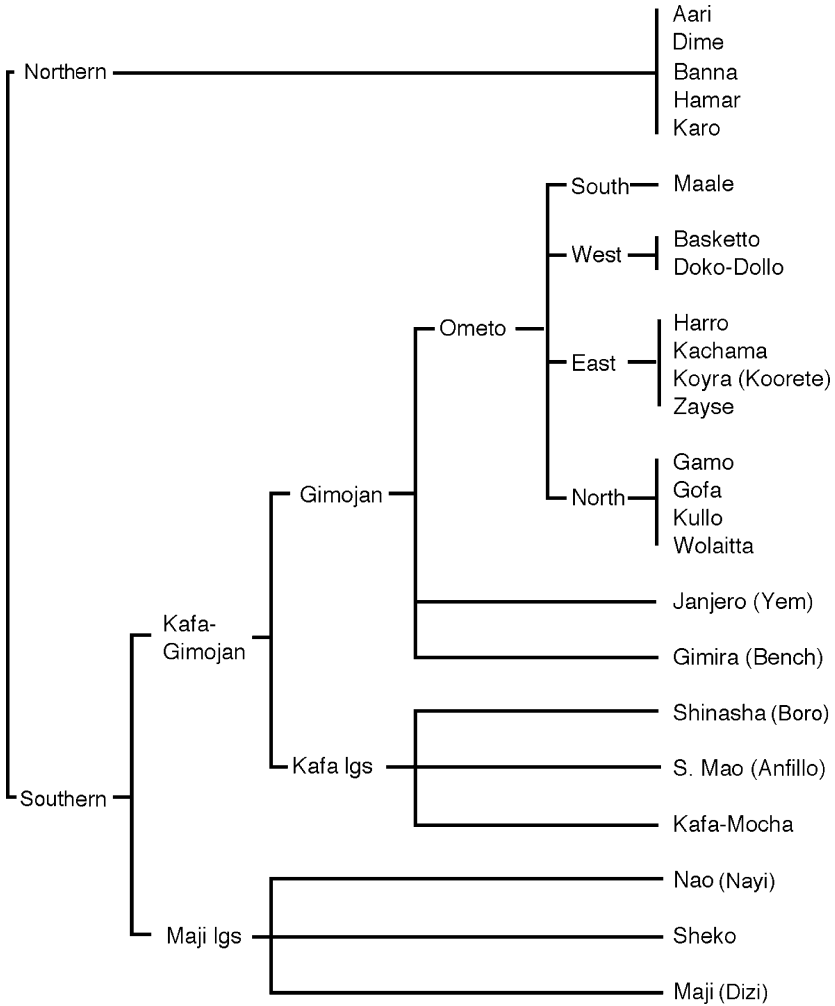 Aari
Dime
Northern
Banna
Hamar
Karo
South
Maale
Basketto
West
Doko-Dollo
Harro
Ometo
Kachama
East
Koyra (Koorete)
Zayse
Gamo
Gofa
Gimojan
North
Kullo
Wolaitta
Janjero (Yem)
Kafa-
Gimojan
Gimira (Bench)
Shinasha (Boro)
Kafa lgs
S. Mao (Anfillo)
Southern
Kafa-Mocha
Nao (Nayi)
Maji lgs
Sheko
Maji (Dizi)